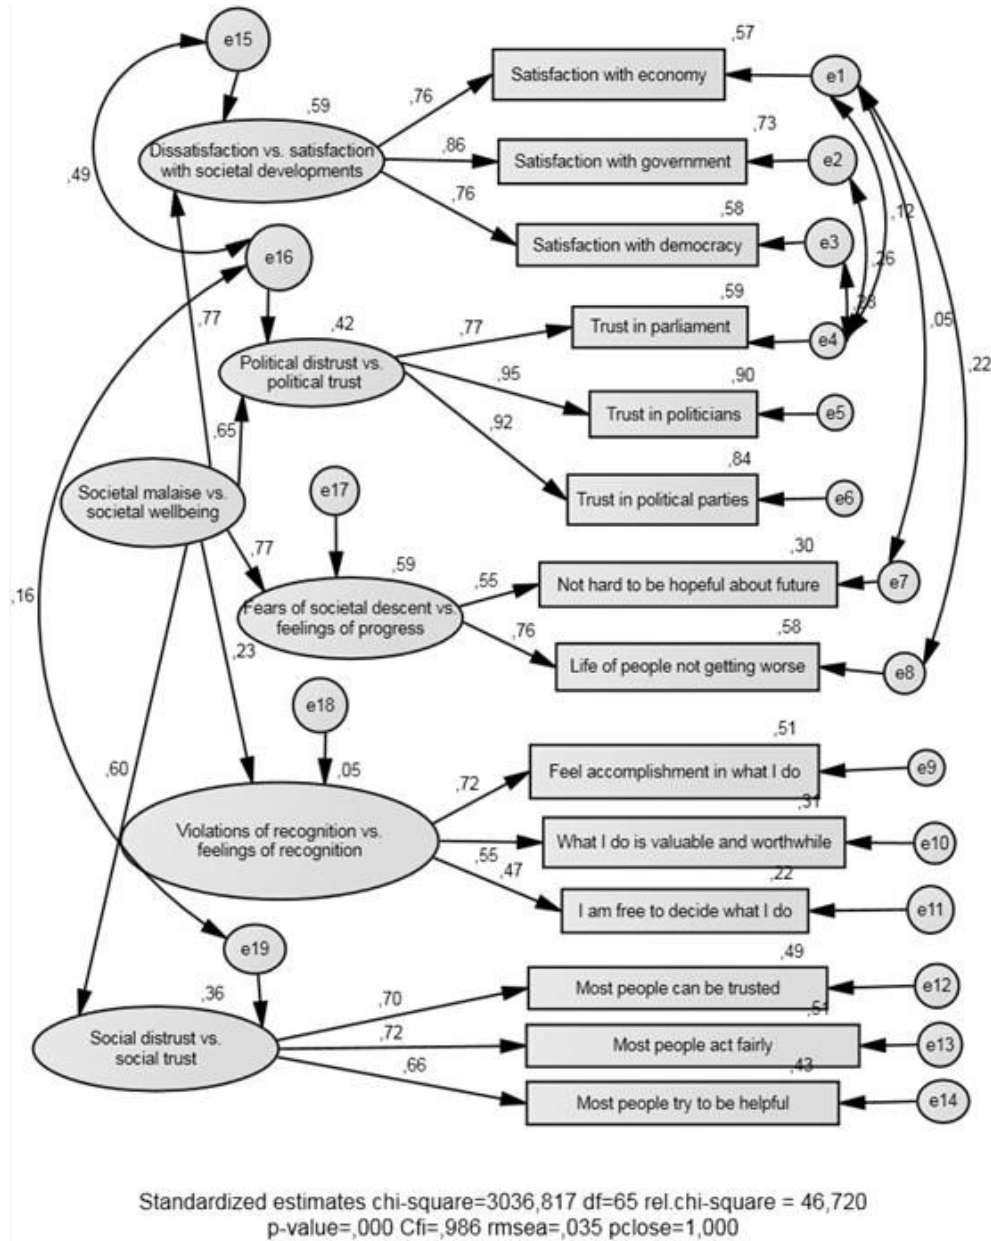 e15
,57
Satisfaction with economy
e1
,76
,59
Dissatisfaction vs. satisfaction
with societal developments
,86
,73
Satisfaction with government
e2
,49
,76
,58
Satisfaction with democracy
e3
,12
e16
,26
,59
,28
,77
,42
,77
Trust in parliament
e4
,05
Political distrust vs.
political trust
,95
,90
,22
Trust in politicians
e5
,65
,92
,84
Societal malaise vs.
societal wellbeing
e17
Trust in political parties
e6
,77
,59
,30
,16
Fears of societal descent vs.
feelings of progress
,55
Not hard to be hopeful about future
e7
,23
,76
,58
Life of people not getting worse
e8
e18
,51
,60
,05
,72
Feel accomplishment in what I do
e9
,31
Violations of recognition vs.
feelings of recognition
,55
What I do is valuable and worthwhile
e10
,47
,22
I am free to decide what I do
e11
e19
,49
,36
,70
Most people can be trusted
e12
,51
Social distrust vs.
social trust
,72
Most people act fairly
e13
,66
,43
Most people try to be helpful
e14
Standardized estimates chi-square=3036,817 df=65 rel.chi-square = 46,720
p-value=,000 Cfi=,986 rmsea=,035 pclose=1,000